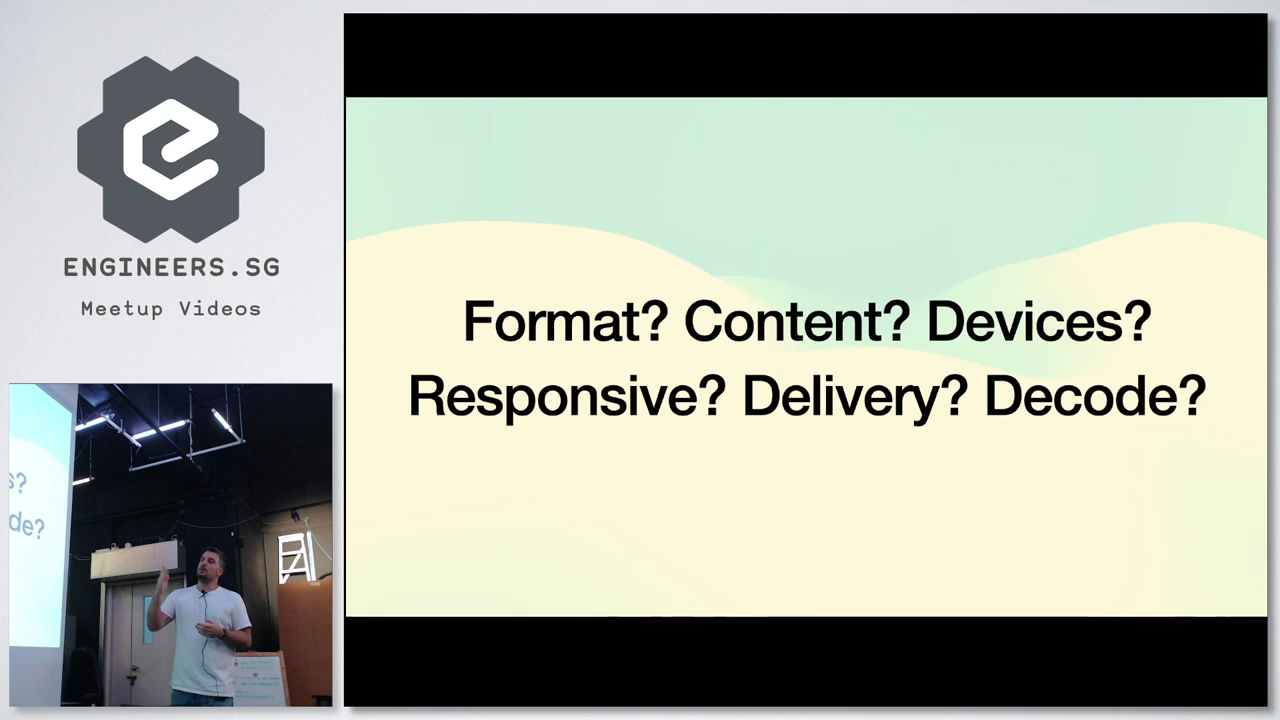 ENGINEERS.SG
Meetup Videos
Format? Content? Devices?
Responsive? Delivery? Decode?
s?
de?